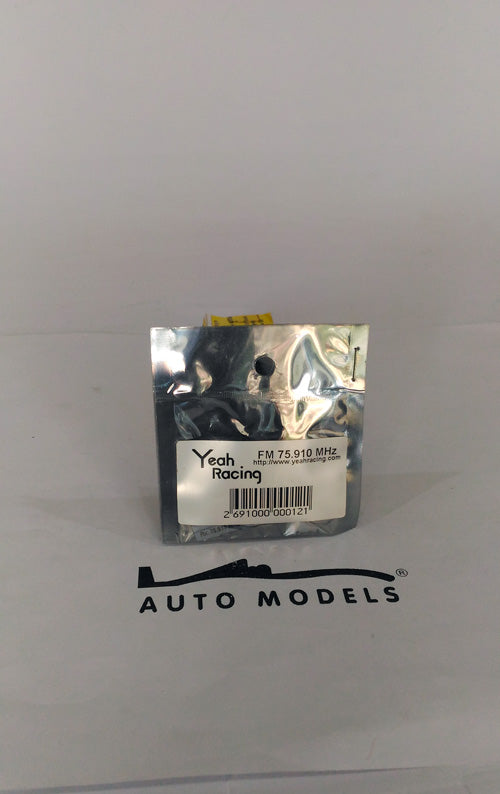 Yeah
Racing
FM 75.910 MHz
http://www.yeahracing.com
2 691000 000121
AUTO MODELS ®